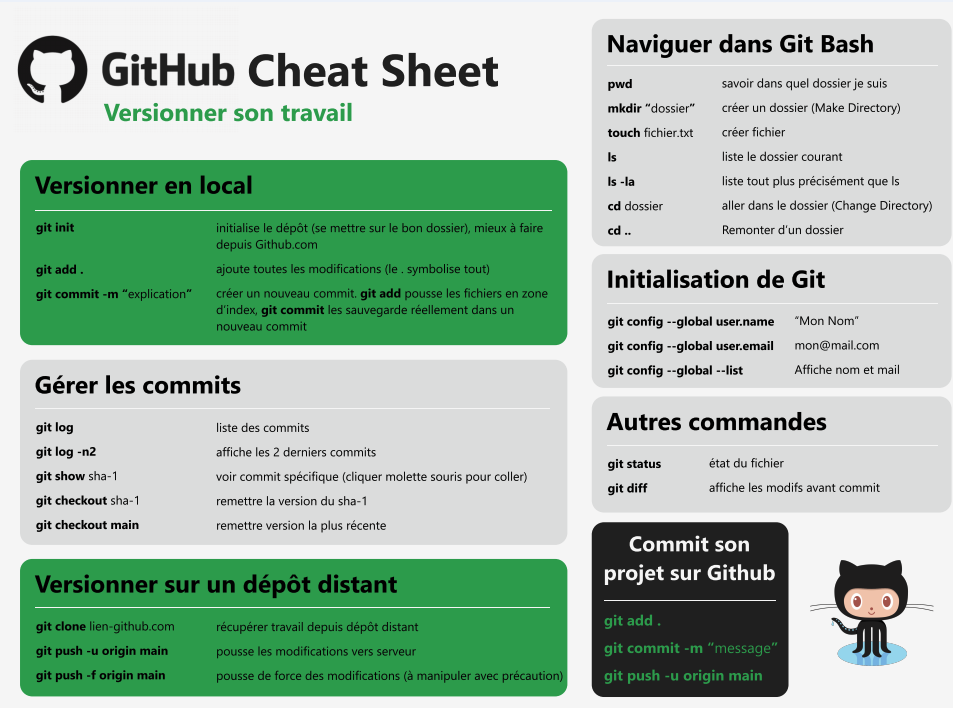 GitHub Cheat Sheet
Versionner son travail
Versionner en local
git init initialise le dépôt (se mettre sur le bon dossier), mieux à faire
depuis Github.com
git add . ajoute toutes les modifications (le . symbolise tout)
git commit -m “explication” créer un nouveau commit. git add pousse les fichiers en zone
d’index, git commit les sauvegarde réellement dans un
nouveau commit
Gérer les commits
git log liste des commits
git log -n2 affiche les 2 derniers commits
git show sha-1 voir commit spécifique (cliquer molette souris pour coller)
git checkout sha-1 remettre la version du sha-1
git checkout main remettre version la plus récente
Versionner sur un dépôt distant
git clone lien-github.com récupérer travail depuis dépôt distant
git push -u origin main pousse les modifications vers serveur
git push -f origin main pousse de force des modifications (à manipuler avec précaution)
Naviguer dans Git Bash
pwd savoir dans quel dossier je suis
mkdir “dossier” créer un dossier (Make Directory)
touch fichier.txt créer fichier
ls liste le dossier courant
ls -la liste tout plus précisément que ls
cd dossier aller dans le dossier (Change Directory)
cd .. Remonter d’un dossier
Initialisation de Git
git config --global user.name “Mon Nom”
git config --global user.email mon@mail.com
git config --global --list Affiche nom et mail
Autres commandes
git status état du fichier
git diff affiche les modifs avant commit
Commit son
projet sur Github
git add .
git commit -m “message”
git push -u origin main